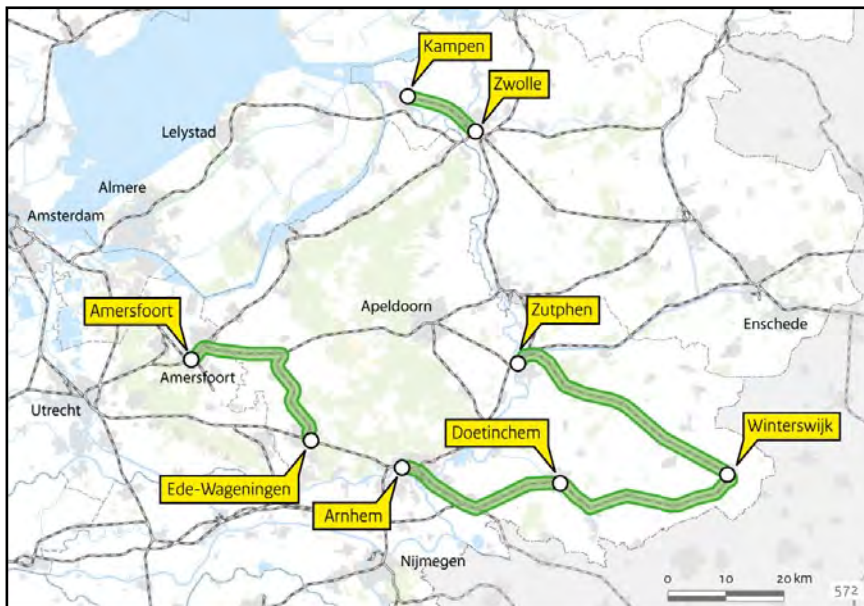 Kampen
Zwolle
Lelystad
Almere
Amsterdam
Amersfoort
Apeldoorn
Zutphen
Enschede
Amersfoort
Utrecht
Doetinchem
Winterswijk
Ede-Wageningen
Arnhem
Nijmegen
0 10 20 km
572